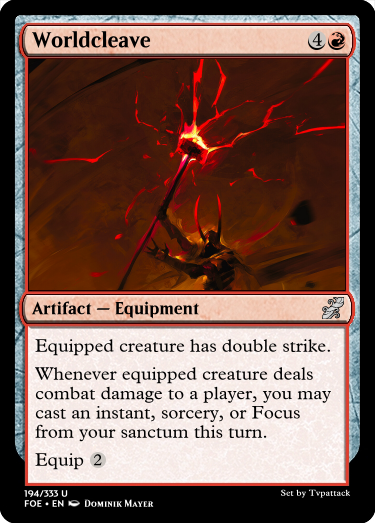 Worldcleave 4
Artifact — Equipment
Equipped creature has double strike.
Whenever equipped creature deals
combat damage to a player, you may
cast an instant, sorcery, or Focus
from your sanctum this turn.
Equip 2
194/333 U
FOE • EN Dominik Mayer
Set by Tvpattack